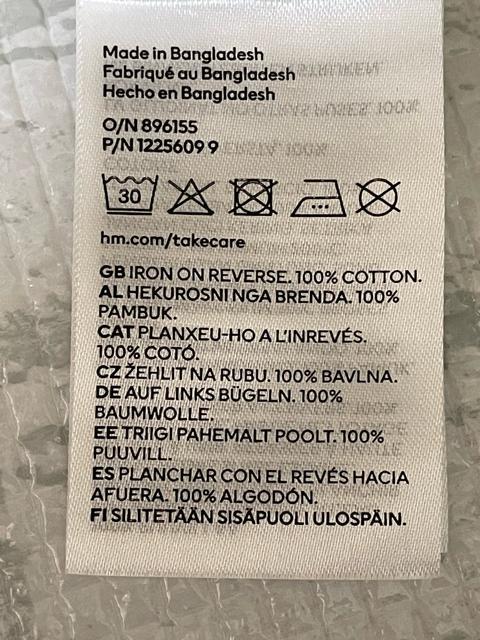 Made in Bangladesh
Fabriqué au Bangladesh
Hecho en Bangladesh
O/N 896155
P/N 1225609 9
30
hm.com/takecare
GB IRON ON REVERSE. 100% COTTON.
AL HEKUROSNI NGA BRENDA. 100%
PAMBUK.
CAT PLANXEU-HO A L'INREVÉS.
100% COTÓ.
CZ ŽEHLIT NA RUBU. 100% BAVLNA.
DE AUF LINKS BÜGELN. 100%
BAUMWOLLE.
EE TRIIGI PAHEMALT POOLT. 100%
PUUVILL.
ES PLANCHAR CON EL REVÉS HACIA
AFUERA. 100% ALGODÓN.
FI SILITETÄÄN SISÄPUOLI ULOSPÄIN.